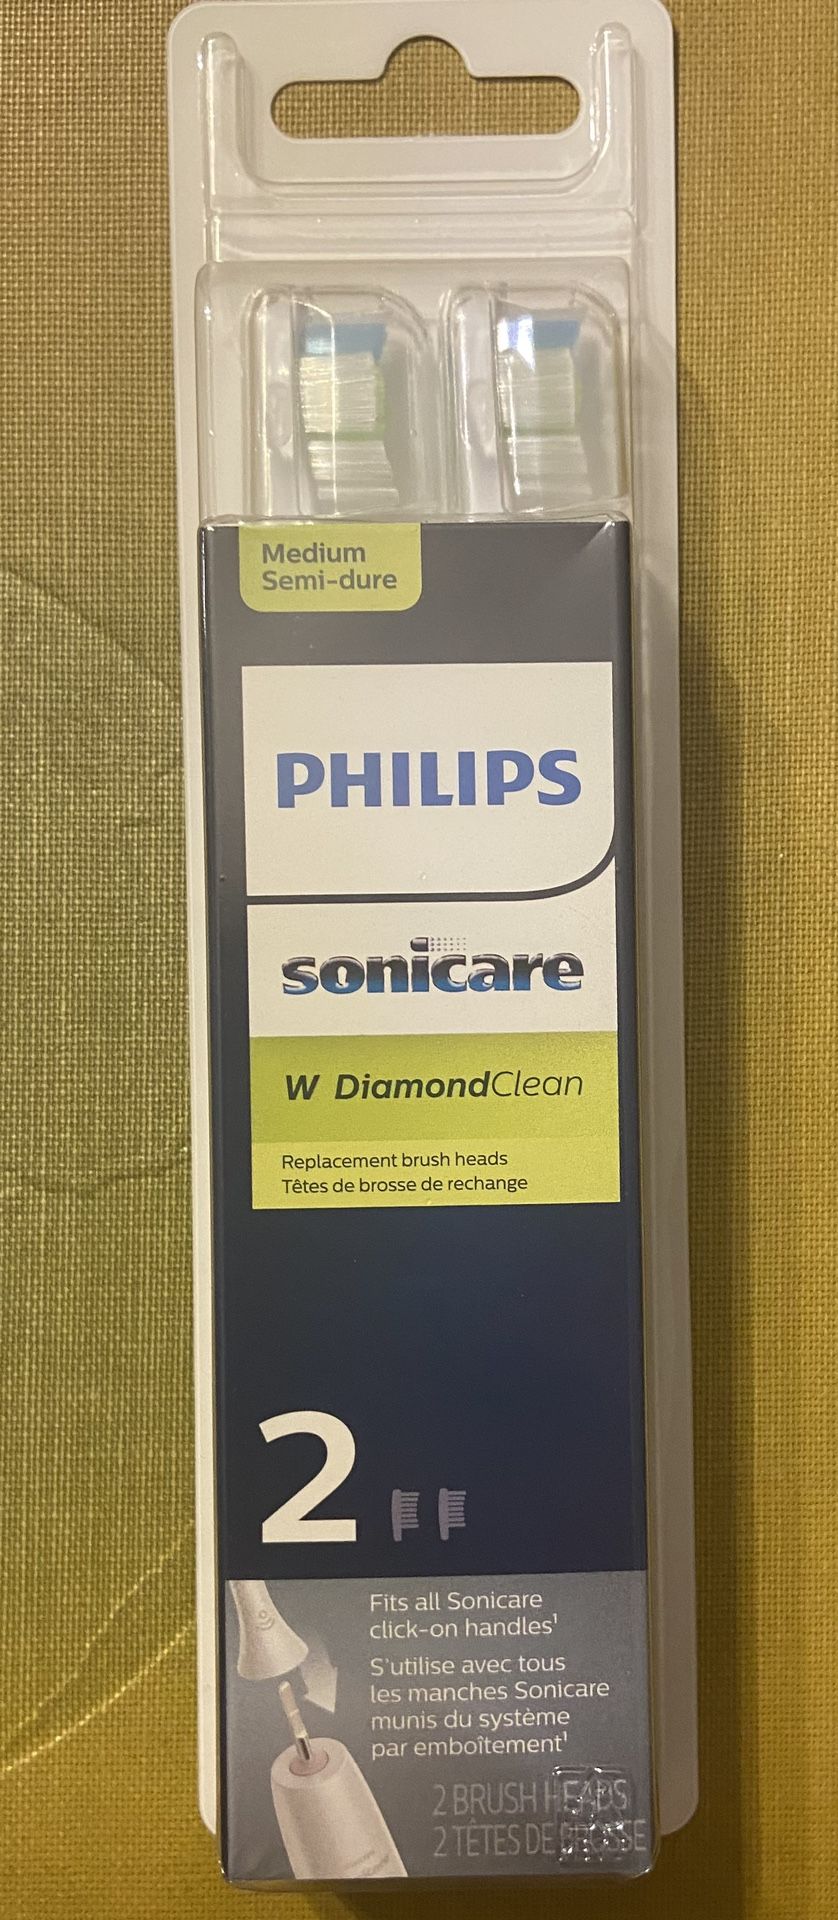 Medium
Semi-dure
PHILIPS
sonicare
W DiamondClean
Replacement brush heads
Têtes de brosse de rechange
2
Fits all Sonicare
click-on handles¹
S'utilise avec tous
les manches Sonicare
munis du système
par emboîtement¹
2 BRUSH HEADS
2 TÊTES DE BROSSE